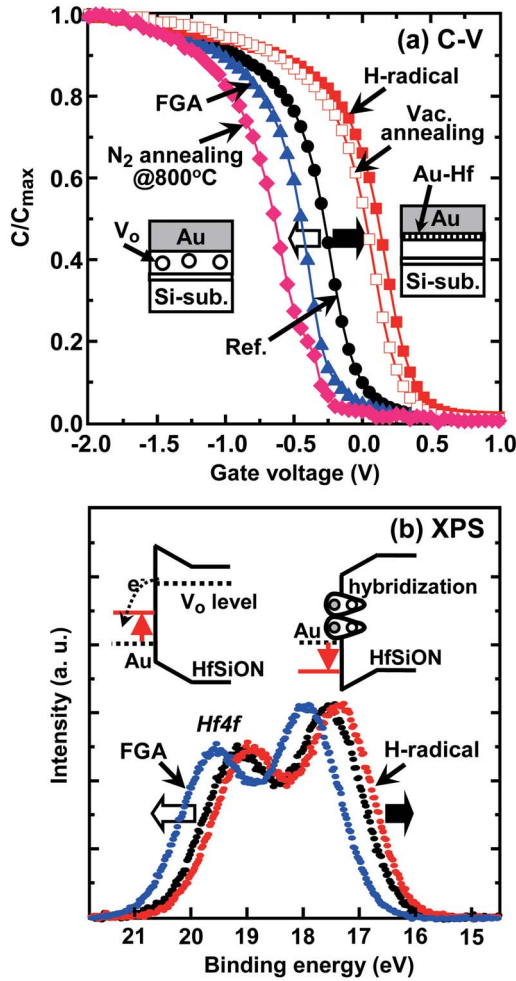 (a) C-V
1.0
0.8
0.6
0.4
0.2
0.0
C/Cmax
H-radical
FGA
Vac.
annealing
N2 annealing
@800°C
Au-Hf
Vo
Au
Si-sub.
Au
Si-sub.
Ref.
-2.0 -1.5 -1.0 -0.5 0.0 0.5 1.0
Gate voltage (V)
(b) XPS
e-
Vo level
Au
HfSiON
hybridization
Au
HfSiON
Intensity (a. u.)
Hf4f
FGA
H-radical
21 20 19 18 17 16 15
Binding energy (eV)